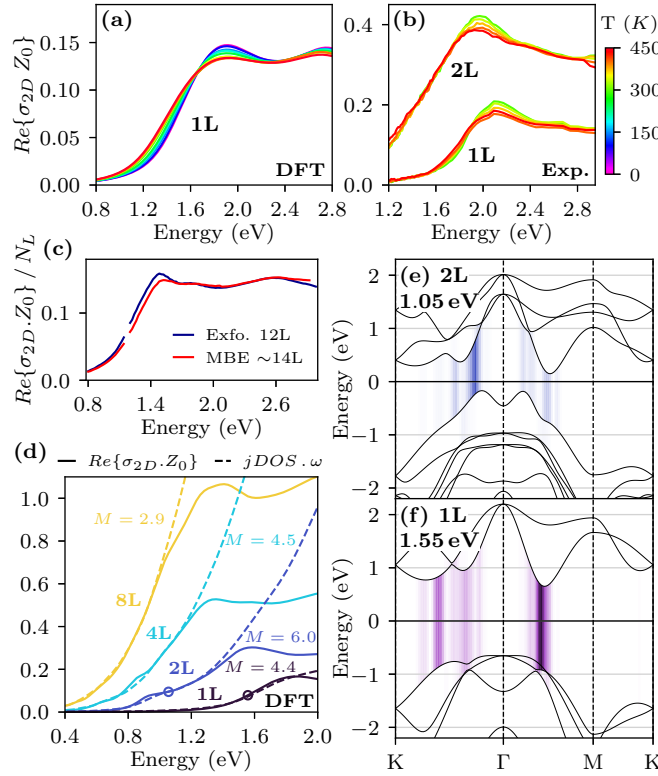 (a)
0.15
0.10
0.05
0.00
Re{σ2D Z0}
1L
DFT
0.8 1.2 1.6 2.0 2.4 2.8
Energy (eV)
(b)
0.4
0.2
0.0
2L
1L
Exp.
1.2 1.6 2.0 2.4 2.8
Energy (eV)
T (K)
450
300
150
0
(c)
0.1
0.0
Re{σ2D.Z0} / NL
Exfo. 12L
MBE ~14L
0.8 1.4 2.0 2.6
Energy (eV)
(d)
Re{σ2D.Z0} jDOS . ω
1.0
0.8
0.6
0.4
0.2
0.0
M = 2.9
M = 4.5
M = 6.0
M = 4.4
8L
4L
2L
1L
DFT
0.4 0.8 1.2 1.6 2.0
Energy (eV)
(e) 2L
1.05 eV
2
1
0
−1
−2
Energy (eV)
(f) 1L
1.55 eV
2
1
0
−1
−2
Energy (eV)
K Γ M K